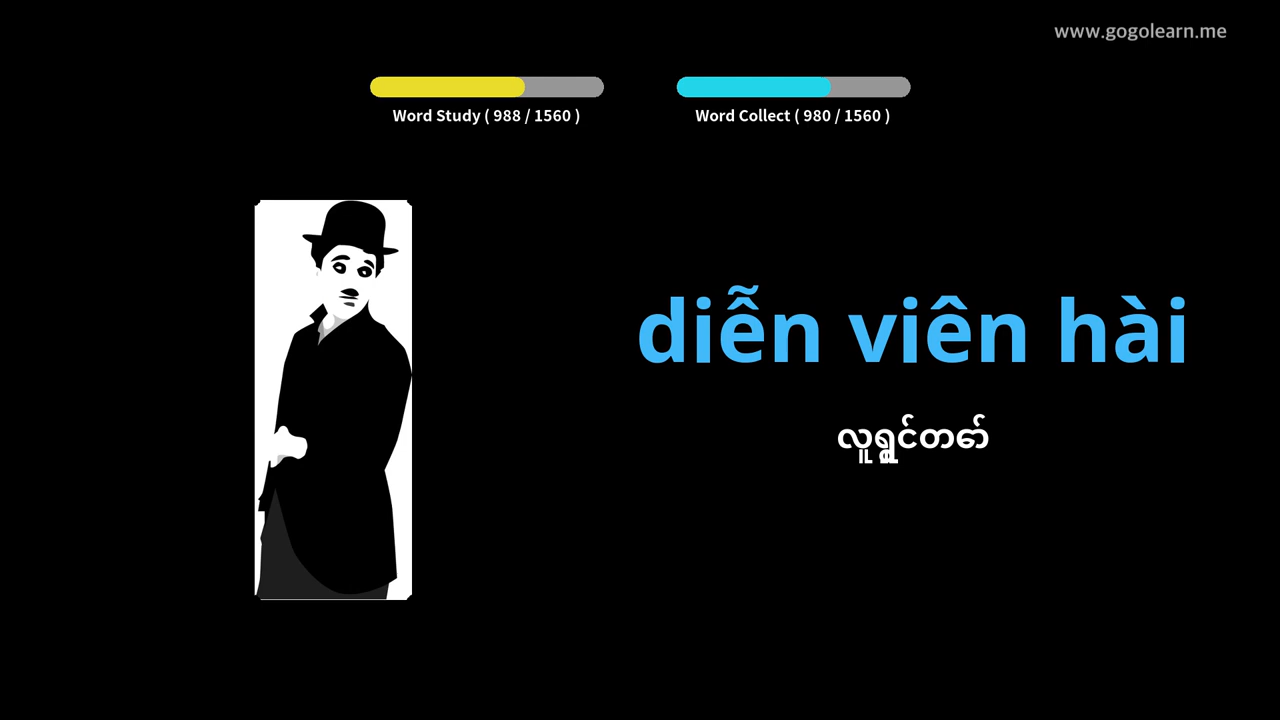 www.gogolearn.me
Word Study ( 988 / 1560 )
Word Collect ( 980 / 1560 )
diễn viên hài
လူရွှင်တော်